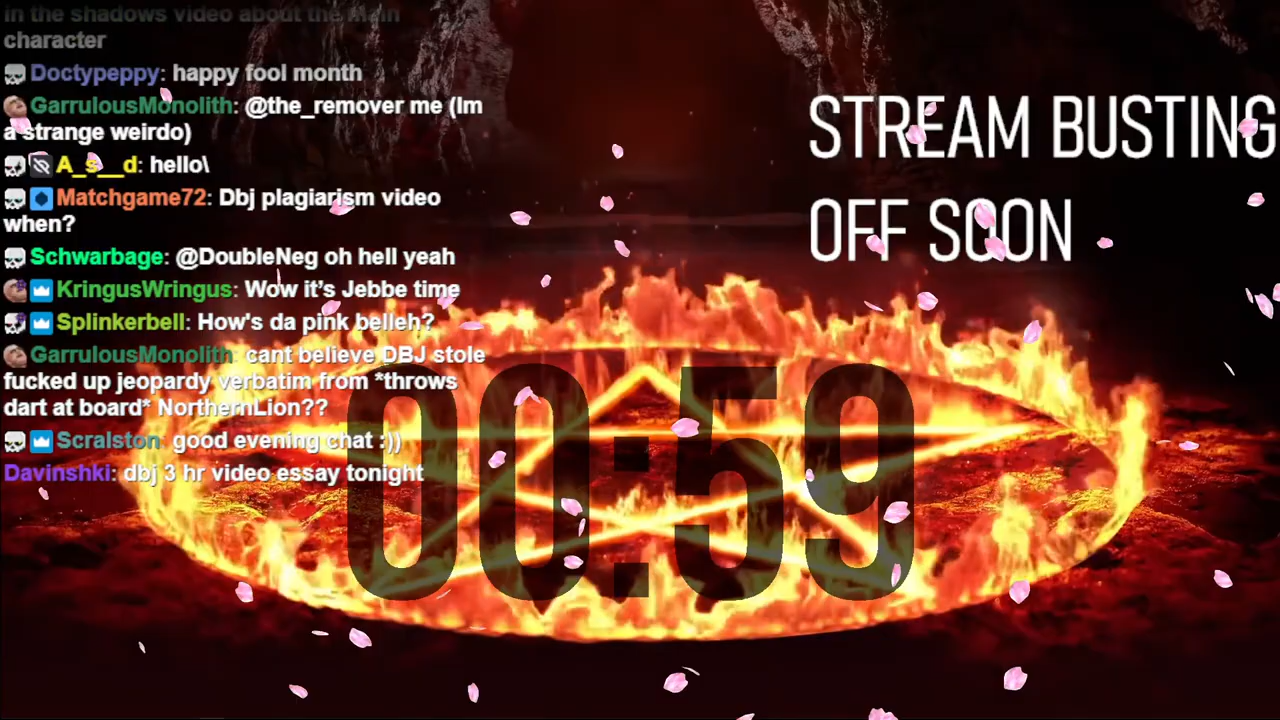 in the shadows video about the main
character
Doctypeppy: happy fool month
GarrulousMonolith: @the_remover me (Im
a strange weirdo)
A_s__d: hello\
Matchgame72: Dbj plagiarism video
when?
Schwarbage: @DoubleNeg oh hell yeah
KringusWringus: Wow it's Jebbe time
Splinkerbell: How's da pink belleh?
GarrulousMonolith: cant believe DBJ stole
fucked up jeopardy verbatim from *throws
dart at board* NorthernLion??
Scralston: good evening chat :))
Davinshki: dbj 3 hr video essay tonight
STREAM BUSTING
OFF SOON
00:59